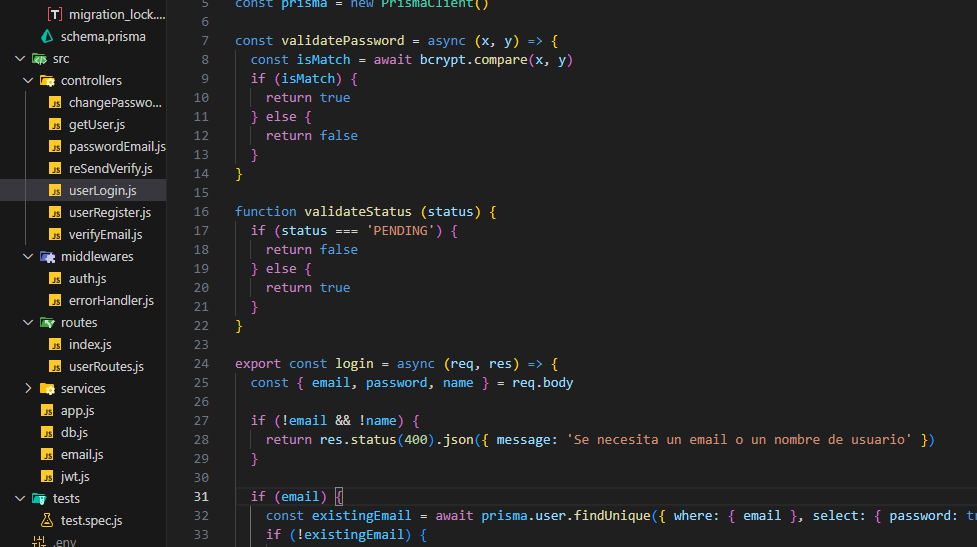 migration_lock....
schema.prisma
src
controllers
changePasswo...
getUser.js
passwordEmail.js
reSendVerify.js
userLogin.js
userRegister.js
verifyEmail.js
middlewares
auth.js
errorHandler.js
routes
index.js
userRoutes.js
services
app.js
db.js
email.js
jwt.js
tests
test.spec.js
.env
5 const prisma = new PrismaClient()
6
7 const validatePassword = async (x, y) => {
8 const isMatch = await bcrypt.compare(x, y)
9 if (isMatch) {
10 return true
11 } else {
12 return false
13 }
14 }
15
16 function validateStatus (status) {
17 if (status === 'PENDING') {
18 return false
19 } else {
20 return true
21 }
22 }
23
24 export const login = async (req, res) => {
25 const { email, password, name } = req.body
26
27 if (!email && !name) {
28 return res.status(400).json({ message: 'Se necesita un email o un nombre de usuario' })
29 }
30
31 if (email) {
32 const existingEmail = await prisma.user.findUnique({ where: { email }, select: { password: t
33 if (!existingEmail) {